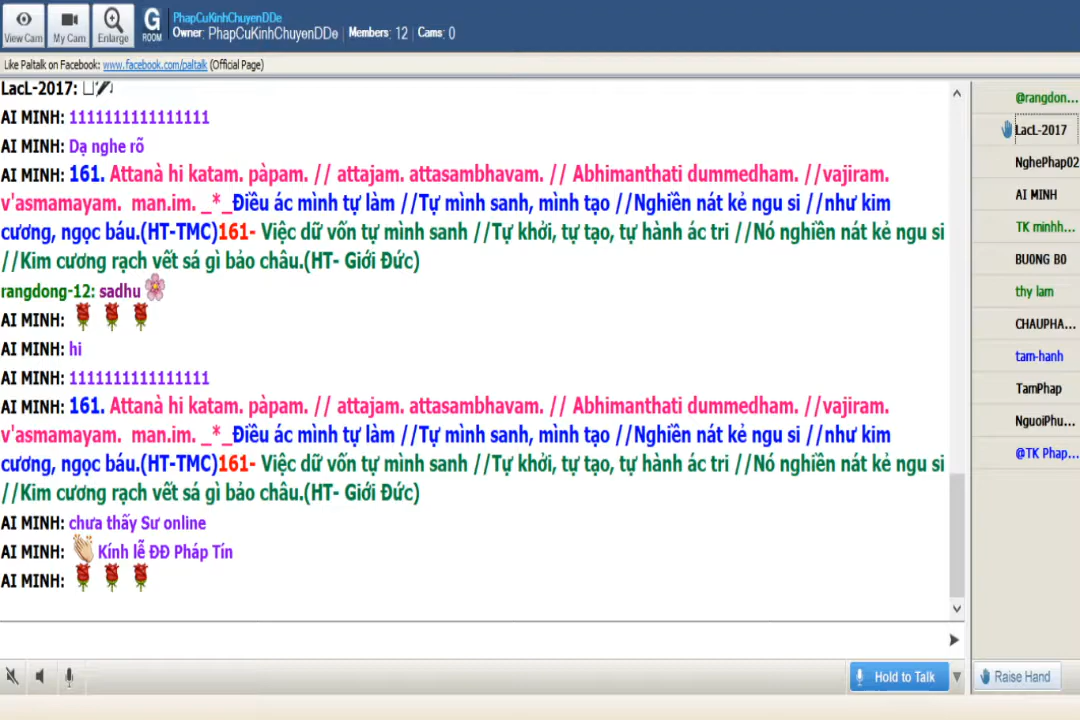 View Cam
My Cam
Enlarge
G
ROOM
PhapCuKinhChuyenDDe
Owner: PhapCuKinhChuyenDDe | Members: 12 | Cams: 0
Like Paltalk on Facebook: www.facebook.com/paltalk (Official Page)
LacL-2017:
AI MINH: 1111111111111111
AI MINH: Dạ nghe rõ
AI MINH: 161. Attanà hi katam. pàpam. // attajam. attasambhavam. // Abhimanthati dummedham. //vajiram.
v'asmamayam. man.im. _*_Điều ác mình tự làm //Tự mình sanh, mình tạo //Nghiền nát kẻ ngu si //như kim
cương, ngọc báu.(HT-TMC)161- Việc dữ vốn tự mình sanh //Tự khởi, tự tạo, tự hành ác tri //Nó nghiền nát kẻ ngu si
//Kim cương rạch vết sá gì bảo châu.(HT- Giới Đức)
rangdong-12: sadhu
AI MINH:
AI MINH: hi
AI MINH: 1111111111111111
AI MINH: 161. Attanà hi katam. pàpam. // attajam. attasambhavam. // Abhimanthati dummedham. //vajiram.
v'asmamayam. man.im. _*_Điều ác mình tự làm //Tự mình sanh, mình tạo //Nghiền nát kẻ ngu si //như kim
cương, ngọc báu.(HT-TMC)161- Việc dữ vốn tự mình sanh //Tự khởi, tự tạo, tự hành ác tri //Nó nghiền nát kẻ ngu si
//Kim cương rạch vết sá gì bảo châu.(HT- Giới Đức)
AI MINH: chưa thấy Sư online
AI MINH: Kính lễ ĐĐ Pháp Tín
AI MINH:
@rangdon...
LacL-2017
NghePhap02
AI MINH
TK minhh...
BUONG BO
thy lam
CHAUPHA...
tam-hanh
TamPhap
NguoiPhu...
@TK Phap...
Hold to Talk
Raise Hand